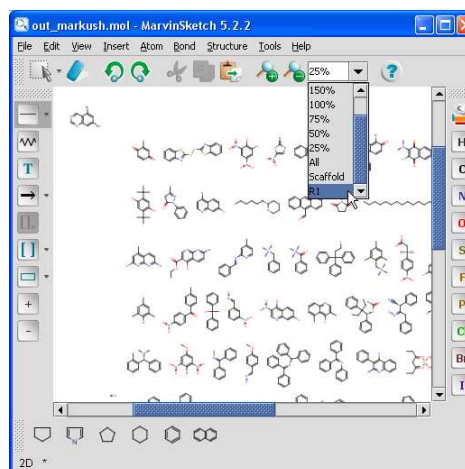 out_markush.mol - MarvinSketch 5.2.2
File Edit View Insert Atom Bond Structure Tools Help
25%
150%
100%
75%
50%
25%
All
Scaffold
R1
T
N
P
Br
I
N
2D *